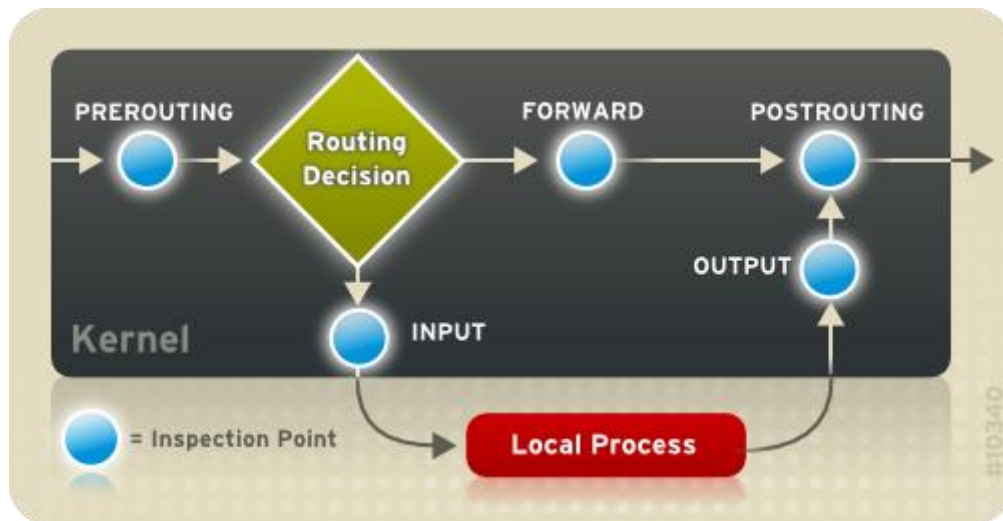 PREROUTING
Routing
Decision
FORWARD
POSTROUTING
OUTPUT
INPUT
Kernel
= Inspection Point
Local Process
#10340